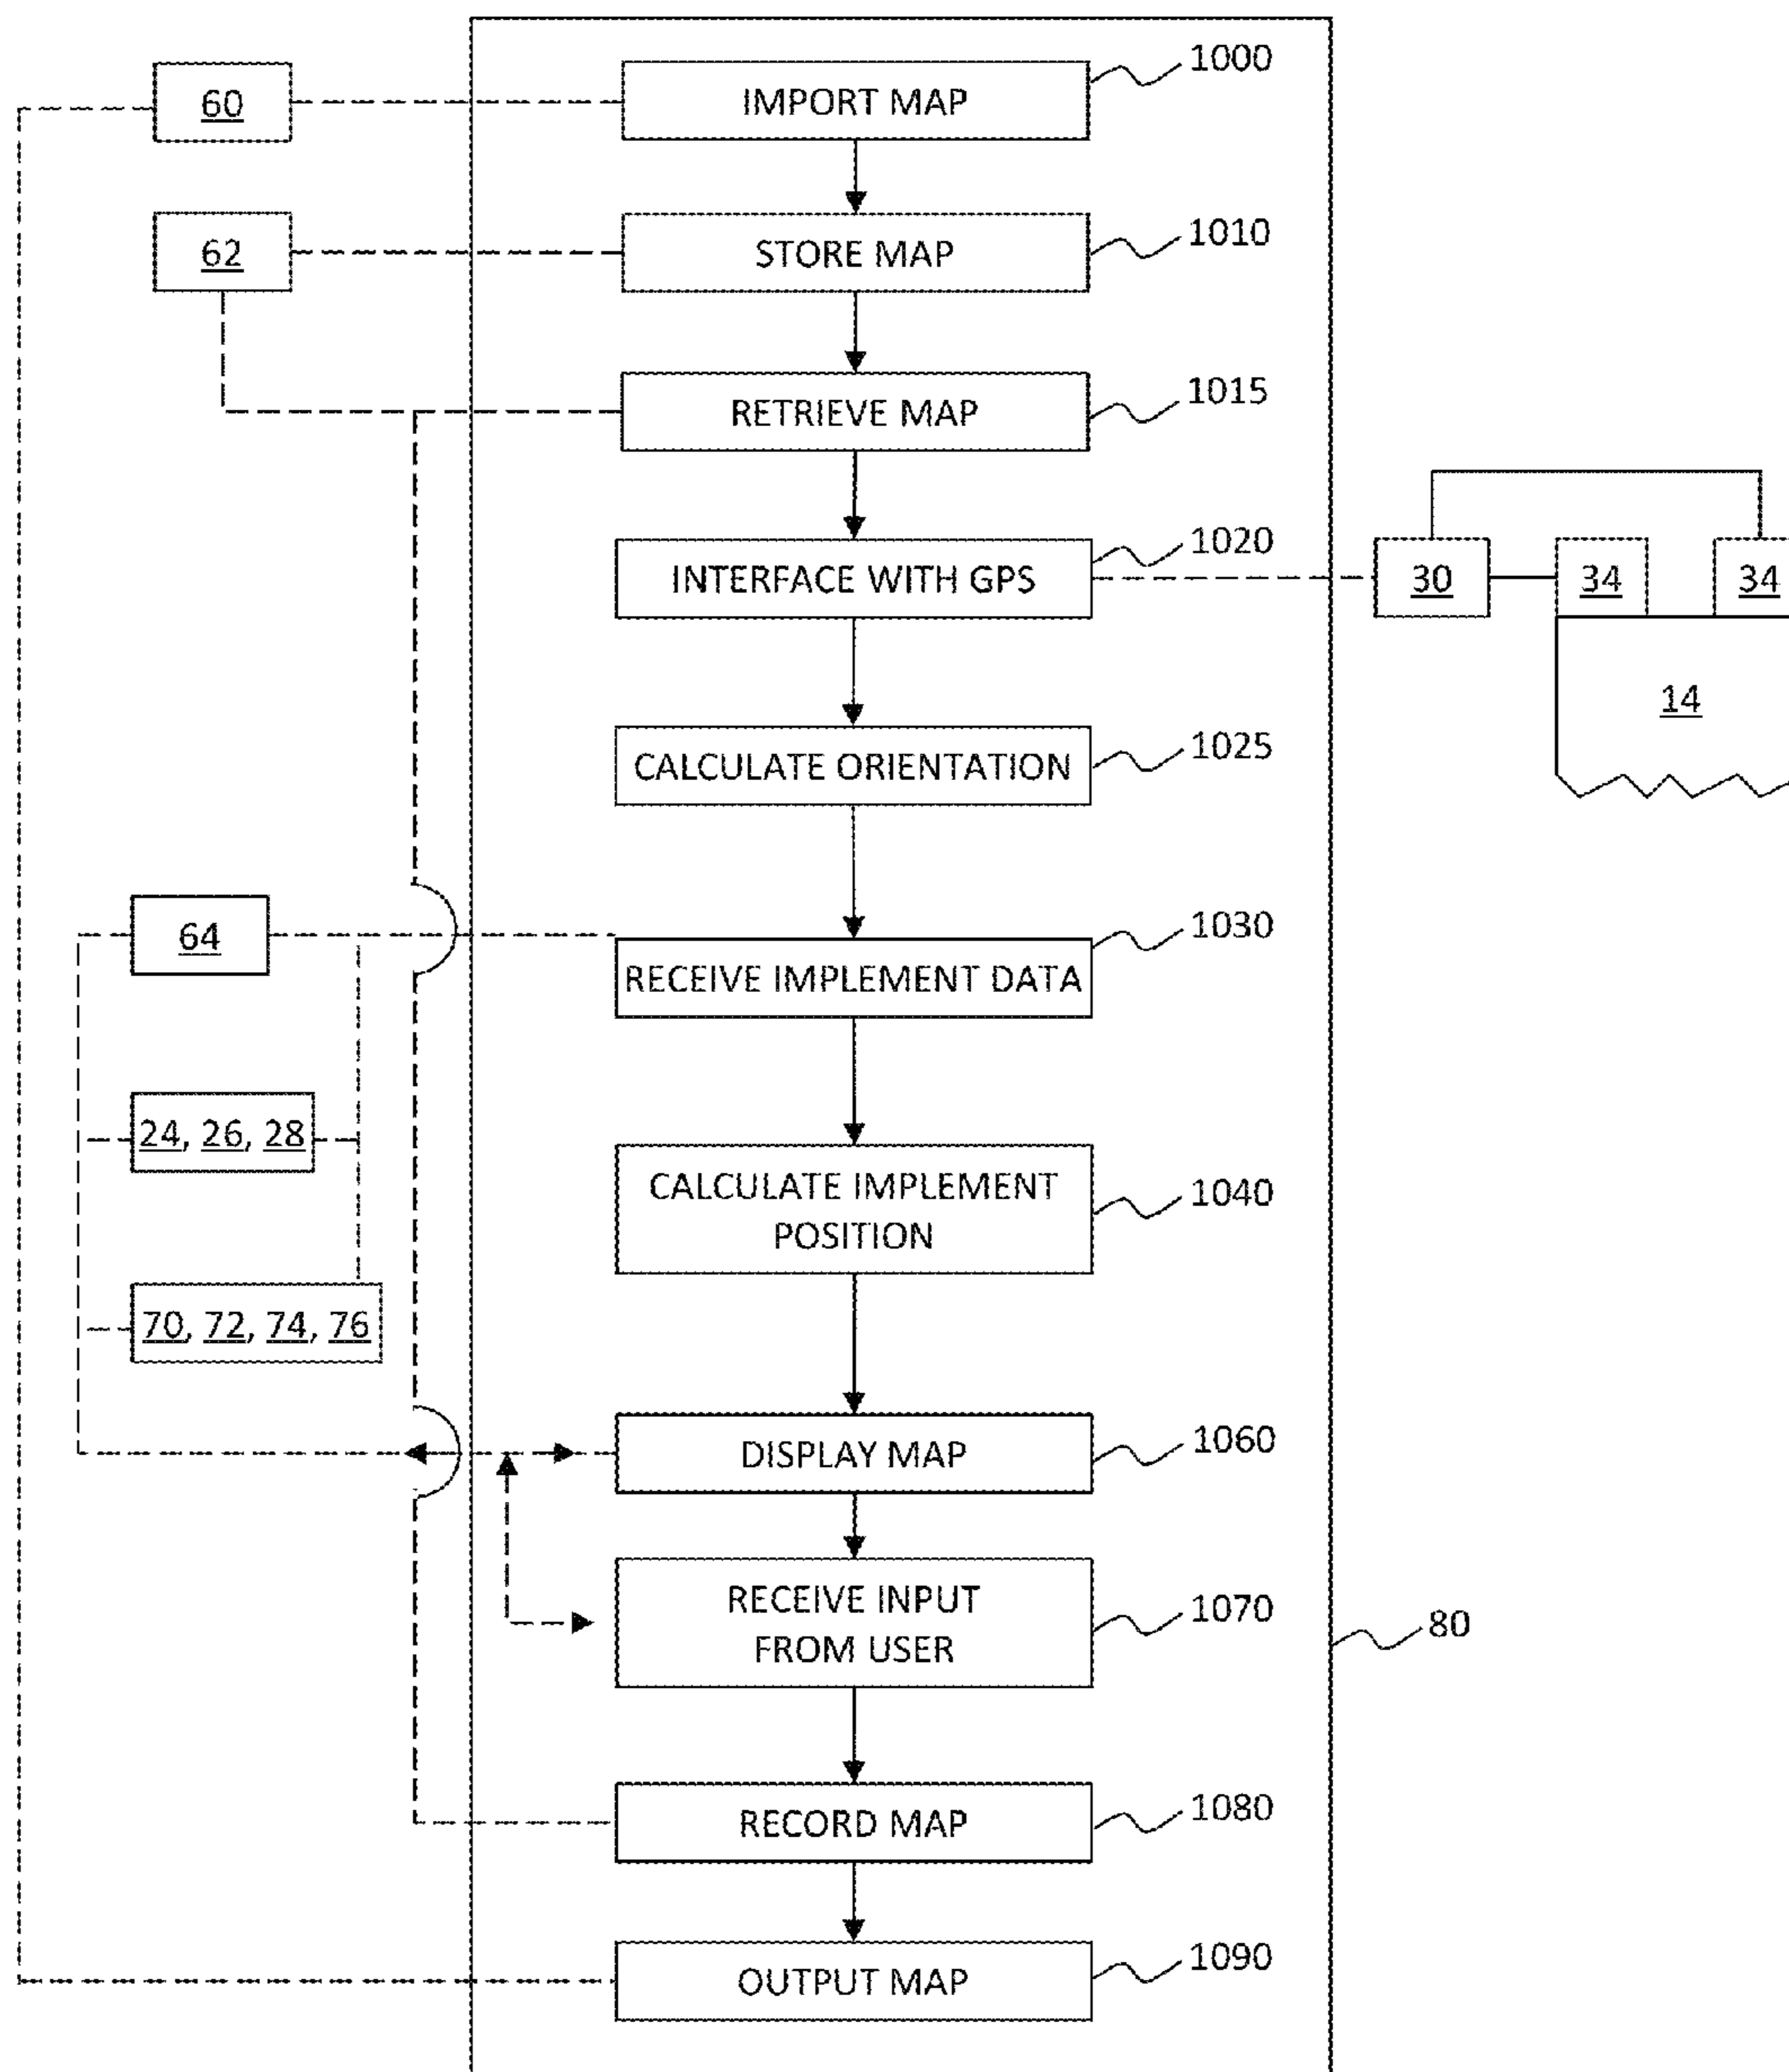 1000
60
IMPORT MAP
1010
62
STORE MAP
1015
RETRIEVE MAP
1020
INTERFACE WITH GPS
30
34
34
14
1025
CALCULATE ORIENTATION
1030
64
RECEIVE IMPLEMENT DATA
24, 26, 28
CALCULATE IMPLEMENT
POSITION
1040
70, 72, 74, 76
1060
DISPLAY MAP
RECEIVE INPUT
FROM USER
1070
80
1080
RECORD MAP
1090
OUTPUT MAP